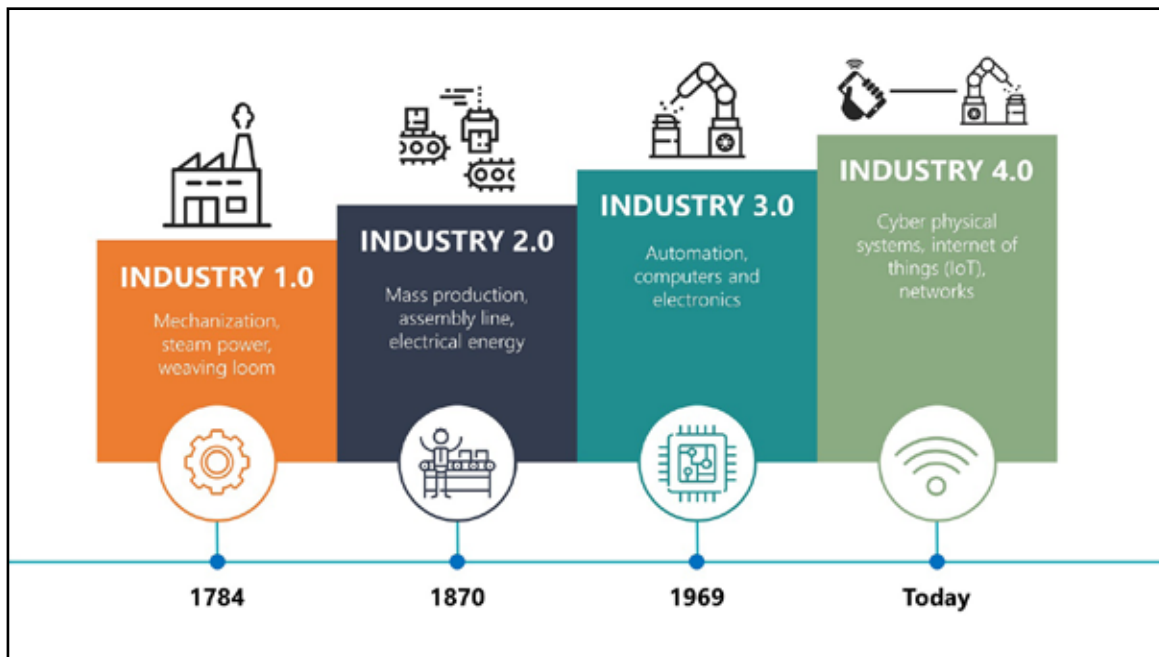 INDUSTRY 1.0
Mechanization,
steam power,
weaving loom
1784
INDUSTRY 2.0
Mass production,
assembly line,
electrical energy
1870
INDUSTRY 3.0
Automation,
computers and
electronics
1969
INDUSTRY 4.0
Cyber physical
systems, internet of
things (IoT),
networks
Today